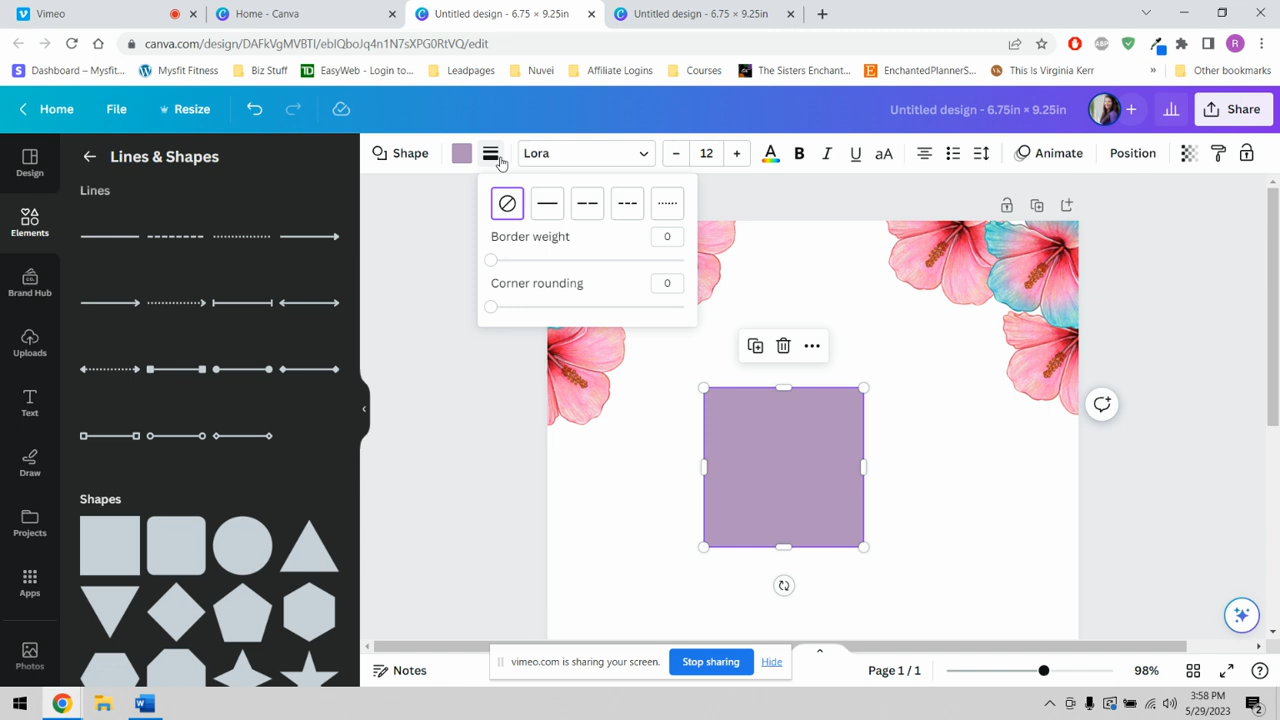 Vimeo
Home - Canva
Untitled design - 6.75 × 9.25in
Untitled design - 6.75 × 9.25in
canva.com/design/DAFkVgMVBTI/ebIQboJq4n1N7sXPG0RtVQ/edit
R
Dashboard – Mysfit...
Mysfit Fitness
Biz Stuff
EasyWeb - Login to...
Leadpages
Nuvei
Affiliate Logins
Courses
The Sisters Enchant...
EnchantedPlannerS...
This Is Virginia Kerr
»
Other bookmarks
Home
File
Resize
Untitled design - 6.75in × 9.25in
Share
Design
Elements
Brand Hub
Uploads
Text
Draw
Projects
Apps
Photos
Lines & Shapes
Lines
Shapes
Shape
Lora
− 12 +
A
B
I
U
aA
Animate
Position
Border weight 0
Corner rounding 0
vimeo.com is sharing your screen.
Stop sharing
Hide
Notes
Page 1 / 1
98%
3:58 PM
5/29/2023
2